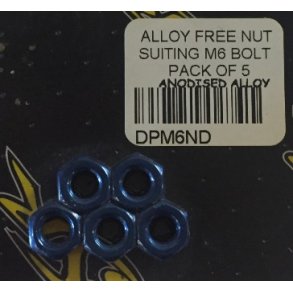 ALLOY FREE NUT
SUITING M6 BOLT
PACK OF 5
ANODISED ALLOY
DPM6ND